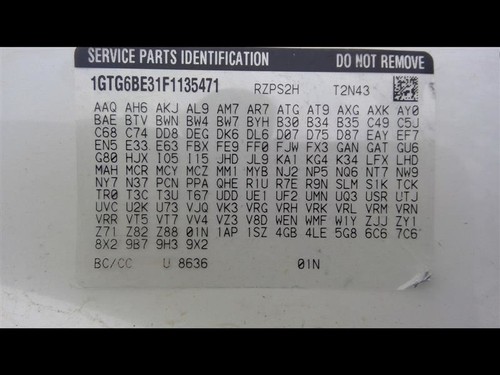 SERVICE PARTS IDENTIFICATION DO NOT REMOVE
1GTG6BE31F1135471 RZPS2H T2N43
AAQ AH6 AKJ AL9 AM7 AR7 ATG AT9 AXG AXK AY0
BAE BTV BWN BW4 BW7 BYH B30 B34 B35 C49 C5J
C68 C74 DD8 DEG DK6 DL6 D07 D75 D87 EAY EF7
EN5 E33 E63 FBX FE9 FF0 FJW FX3 GAN GAT GU6
G80 HJX IO5 I15 JHD JL9 KA1 KG4 K34 LFX LHD
MAH MCR MCY MCZ MM1 MYB NJ2 NP5 NQ6 NT7 NW9
NY7 N37 PCN PPA QHE R1U R7E R9N SLM S1K TCK
TR0 T3C T3U T67 UDD UE1 UE0 UMN UQ3 USR UTJ
UVC U2K U73 VJQ VK3 VRG VRH VRK VRL VRM VRN
VRR VT5 VT7 VV4 VZ3 V8D WEN WMF W1Y ZJJ ZY1
Z71 Z82 Z88 01N 1AP 1SZ 4GB 4LE 5G8 6C6 7C6
8X2 9B7 9H3 9X2
BC/CC U 8636 01N